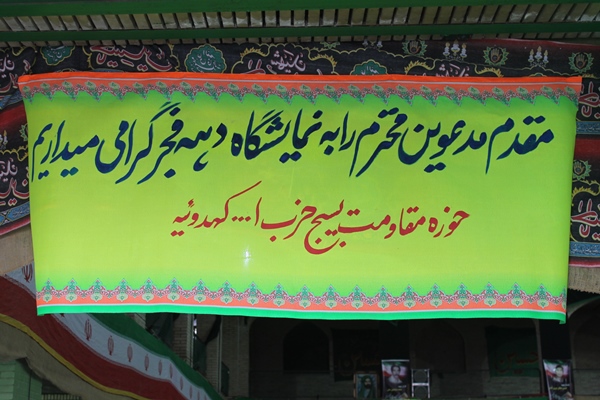 مقدم مدعوین محترم را به نمایشگاه دهه فجر گرامی میداریم
حوزه مقاومت بسیج حزب ا... کهدوئیه